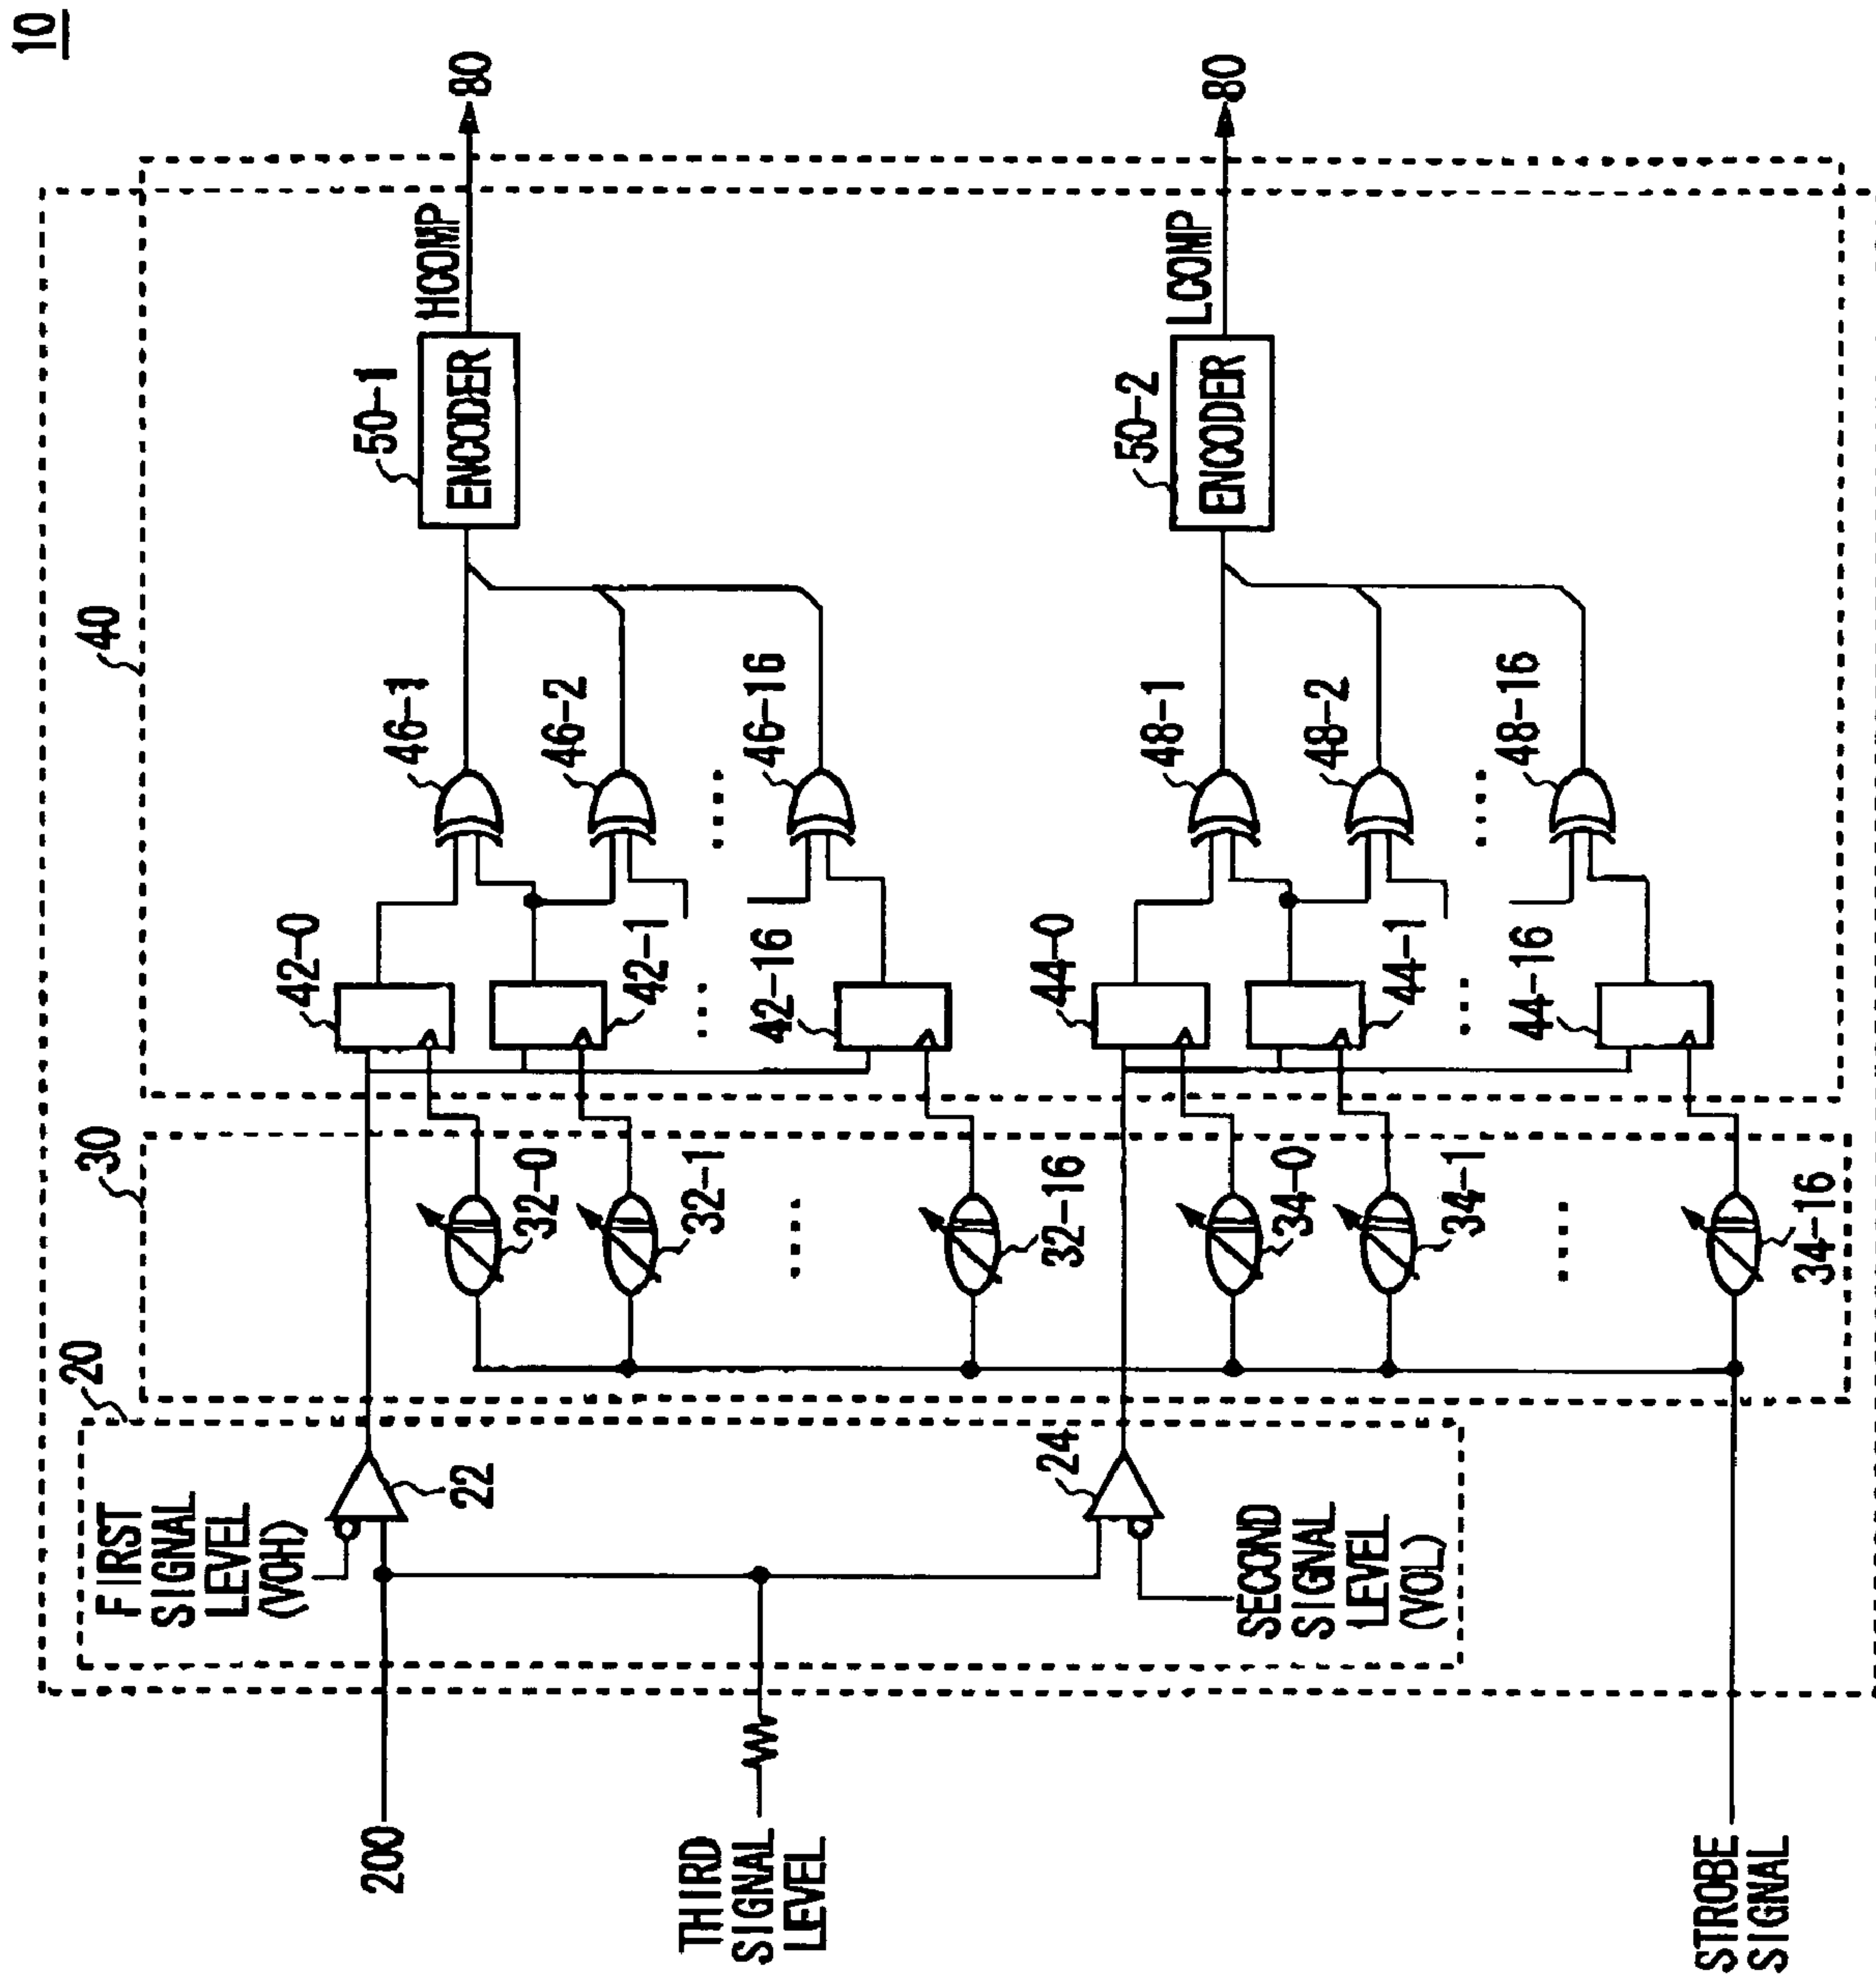 10
40
30
20
50-1
ENCODER
HCOMP
80
46-1
46-2
....
46-16
42-0
42-1
....
42-16
32-0
32-1
....
32-16
FIRST
SIGNAL
LEVEL
(VOH)
22
200
THIRD
SIGNAL
LEVEL
50-2
ENCODER
LCOMP
80
48-1
48-2
....
48-16
44-0
44-1
....
44-16
34-0
34-1
....
34-16
24
SECOND
SIGNAL
LEVEL
(VOL)
STROBE
SIGNAL